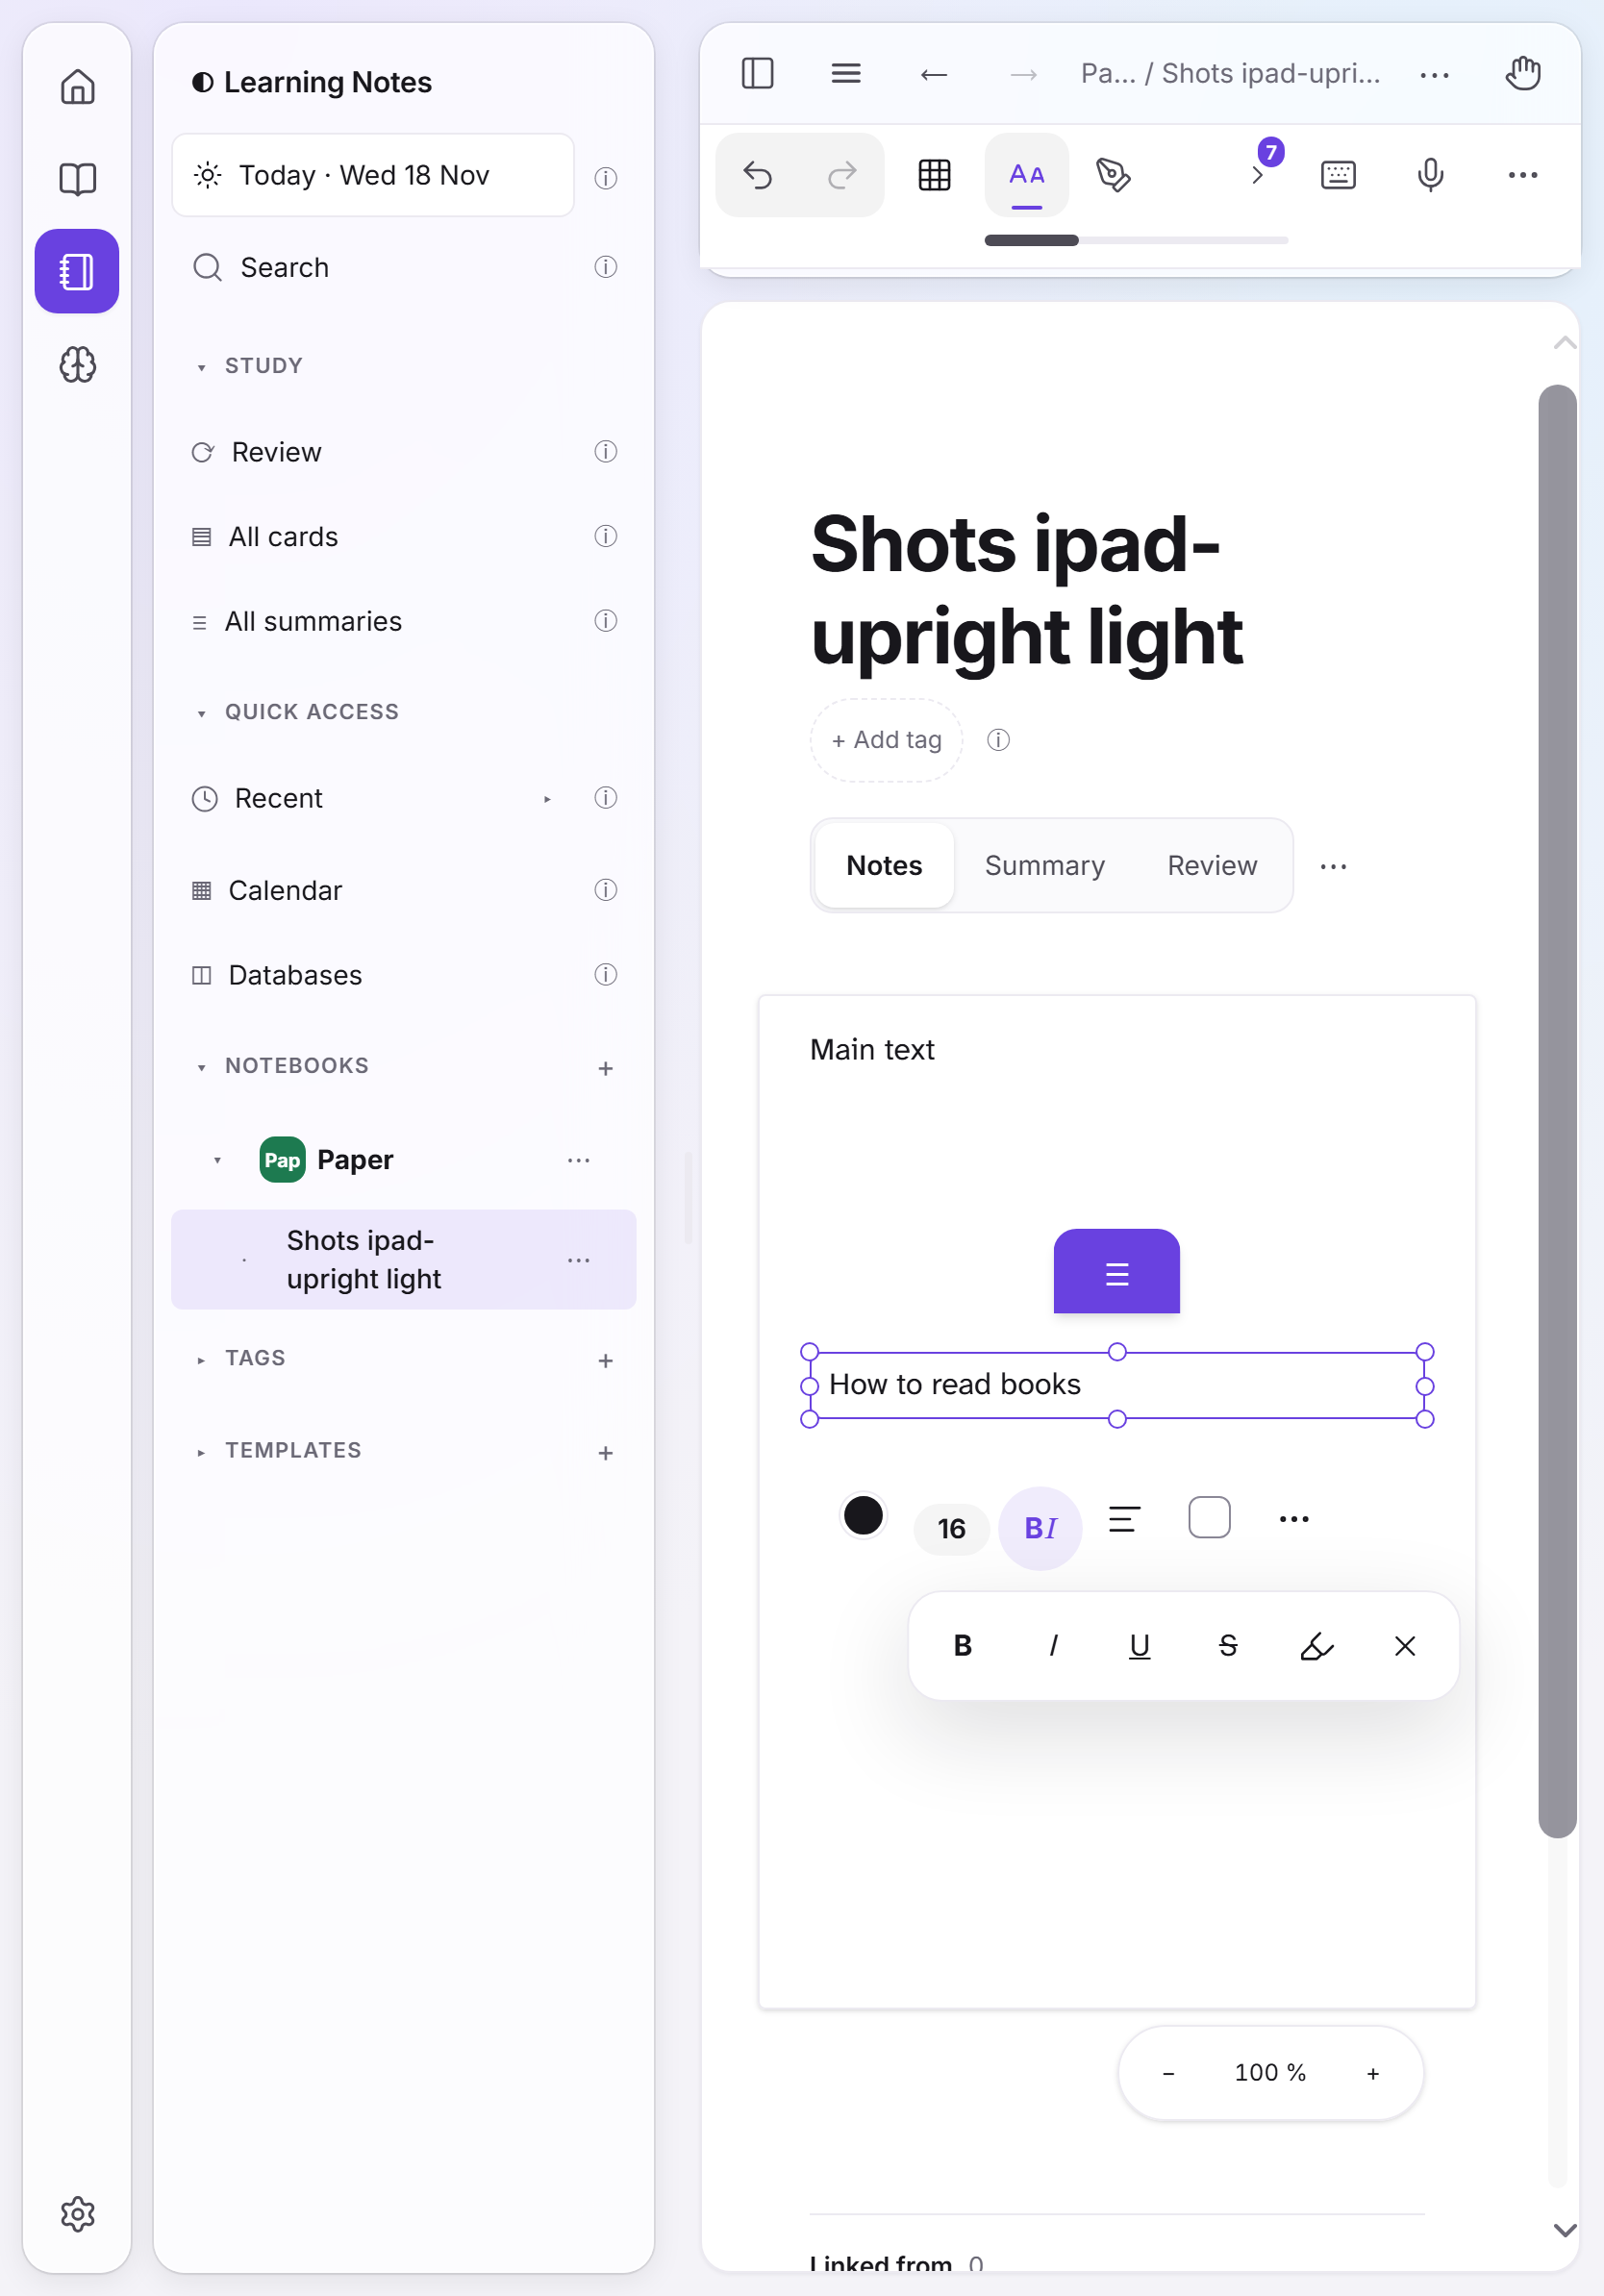 Learning Notes
Today · Wed 18 Nov
Search
STUDY
Review
All cards
All summaries
QUICK ACCESS
Recent
Calendar
Databases
NOTEBOOKS
+
Pap Paper
Shots ipad-
upright light
TAGS
+
TEMPLATES
+
Pa... / Shots ipad-upri...
AA
7
Shots ipad-
upright light
+ Add tag
Notes Summary Review
Main text
How to read books
16 BI
B I U S
− 100 % +
Linked from 0